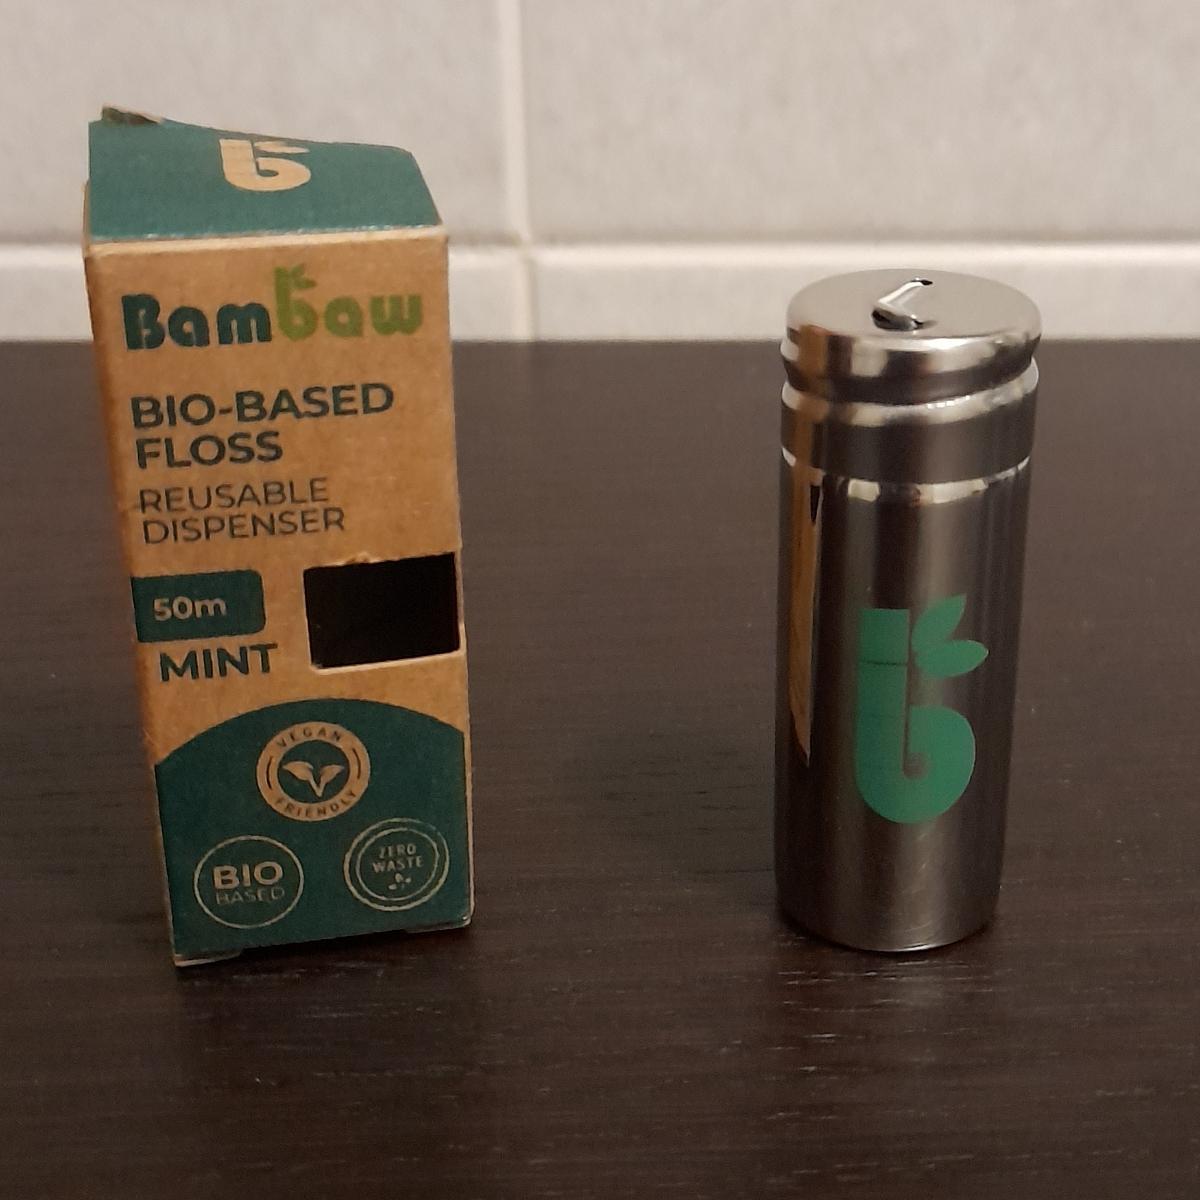 Bambaw
BIO-BASED
FLOSS
REUSABLE
DISPENSER
50m
MINT
VEGAN
FRIENDLY
BIO
BASED
ZERO
WASTE